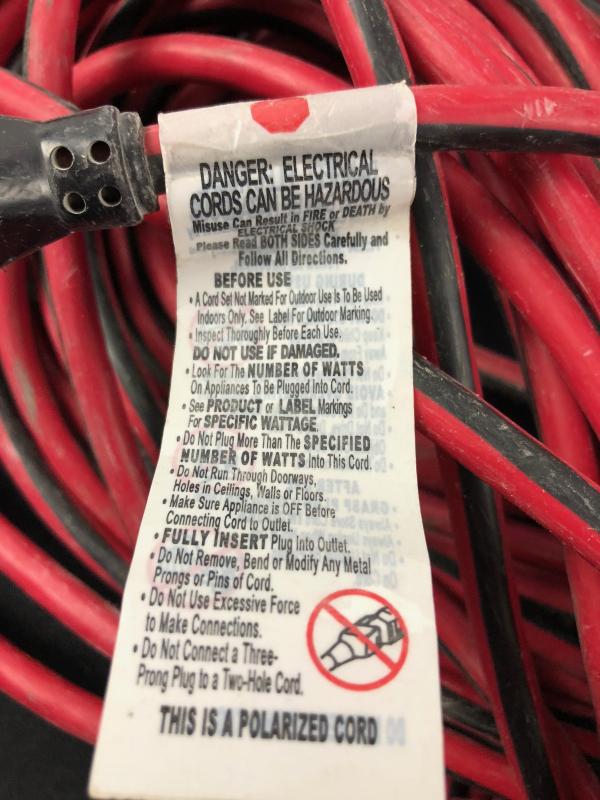 DANGER: ELECTRICAL
CORDS CAN BE HAZARDOUS
Misuse Can Result in FIRE or DEATH by
ELECTRICAL SHOCK
Please Read BOTH SIDES Carefully and
Follow All Directions.
BEFORE USE
• A Cord Set Not Marked For Outdoor Use Is To Be Used
Indoors Only. See Label For Outdoor Marking.
• Inspect Thoroughly Before Each Use.
DO NOT USE IF DAMAGED.
• Look For The NUMBER OF WATTS
On Appliances To Be Plugged Into Cord.
• See PRODUCT or LABEL Markings
For SPECIFIC WATTAGE.
• Do Not Plug More Than The SPECIFIED
NUMBER OF WATTS Into This Cord.
• Do Not Run Through Doorways,
Holes in Ceilings, Walls or Floors.
• Make Sure Appliance is OFF Before
Connecting Cord to Outlet.
• FULLY INSERT Plug Into Outlet.
• Do Not Remove, Bend or Modify Any Metal
Prongs or Pins of Cord.
• Do Not Use Excessive Force
to Make Connections.
• Do Not Connect a Three-
Prong Plug to a Two-Hole Cord.
THIS IS A POLARIZED CORD